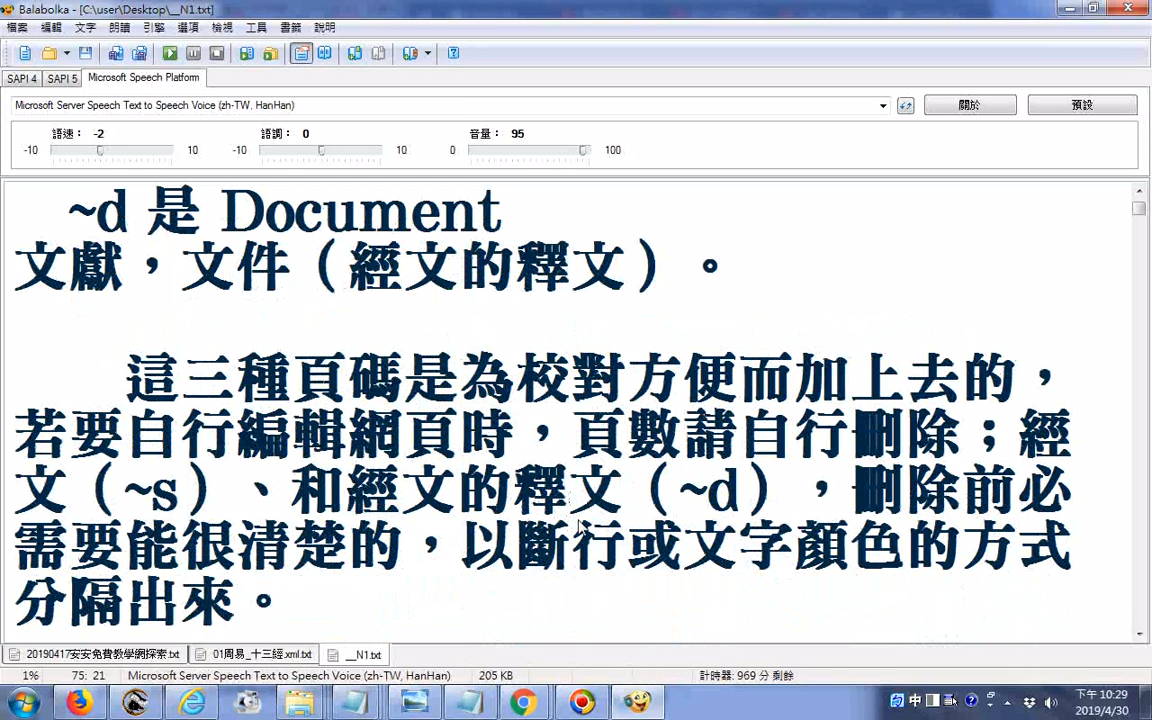 Balabolka - [C:\user\Desktop\__N1.txt]
檔案 編輯 文字 朗讀 引擎 選項 檢視 工具 書籤 說明
SAPI 4 SAPI 5 Microsoft Speech Platform
Microsoft Server Speech Text to Speech Voice (zh-TW, HanHan) 關於 預設
語速： -2 語調： 0 音量： 95
-10 10 -10 10 0 100
~d 是 Document
文獻，文件（經文的釋文）。
這三種頁碼是為校對方便而加上去的，
若要自行編輯網頁時，頁數請自行刪除；經
文（~s）、和經文的釋文（~d），刪除前必
需要能很清楚的，以斷行或文字顏色的方式
分隔出來。
20190417安安免費教學網探索.txt 01周易_十三經.xml.txt __N1.txt
1% 75: 21 Microsoft Server Speech Text to Speech Voice (zh-TW, HanHan) 205 KB 計時器: 969 分 剩餘
中 下午 10:29
2019/4/30